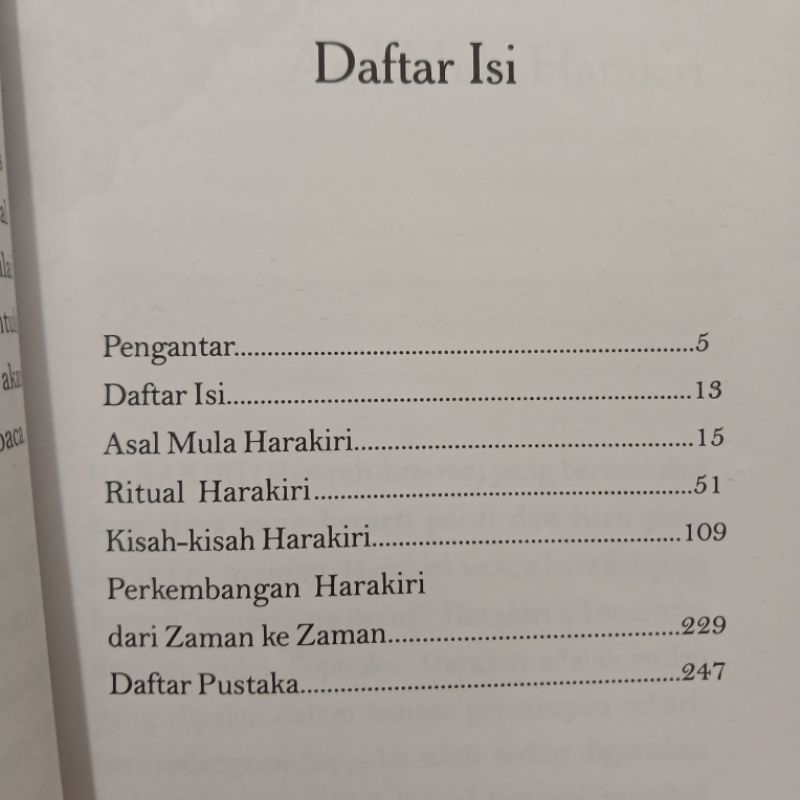 Daftar Isi
Pengantar..........................................................5
Daftar Isi...........................................................13
Asal Mula Harakiri...........................................15
Ritual Harakiri.................................................51
Kisah-kisah Harakiri.......................................109
Perkembangan Harakiri
dari Zaman ke Zaman.....................................229
Daftar Pustaka.................................................247